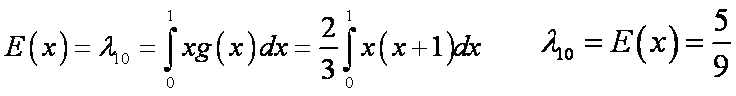 E(x) = λ₁₀ = ∫₀¹ xg(x)dx = 2/3 ∫₀¹ x(x+1)dx    λ₁₀ = E(x) = 5/9